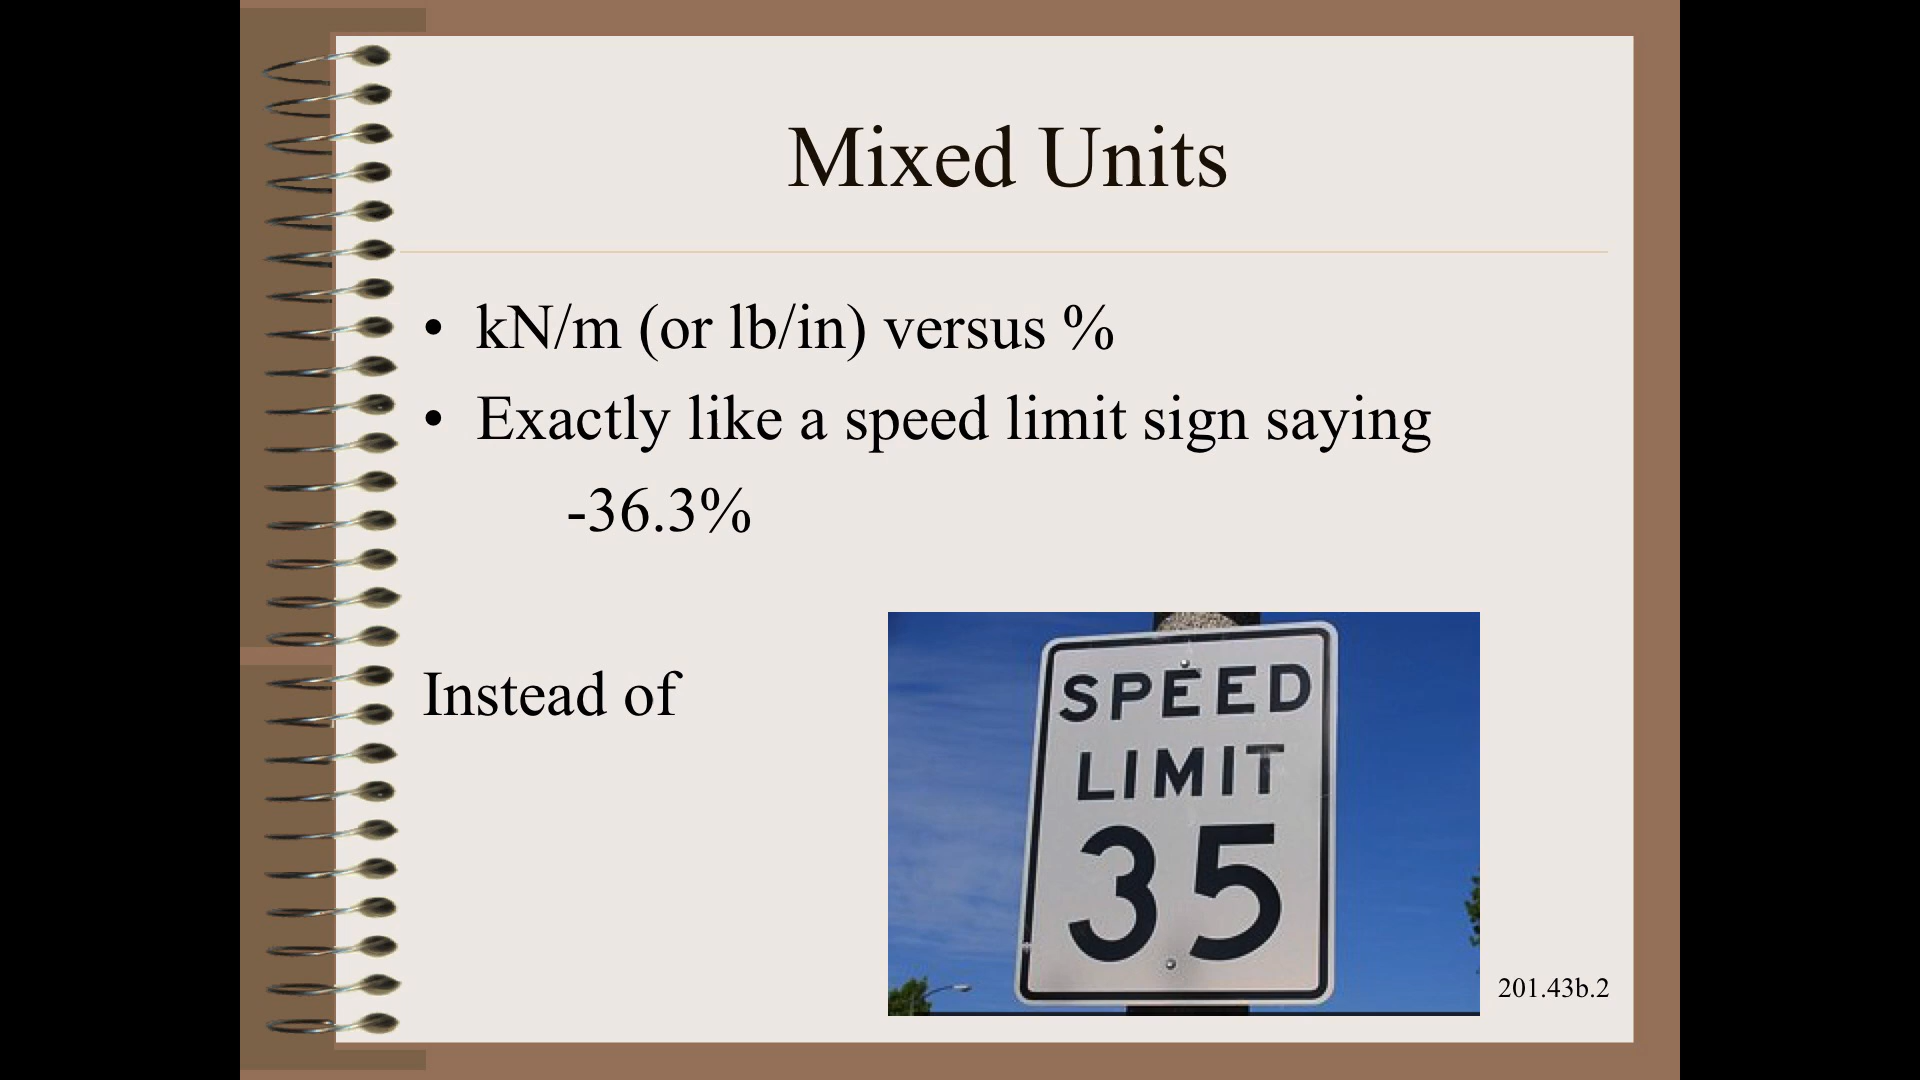 Mixed Units
• kN/m (or lb/in) versus %
• Exactly like a speed limit sign saying
-36.3%
Instead of
SPEED
LIMIT
35
201.43b.2